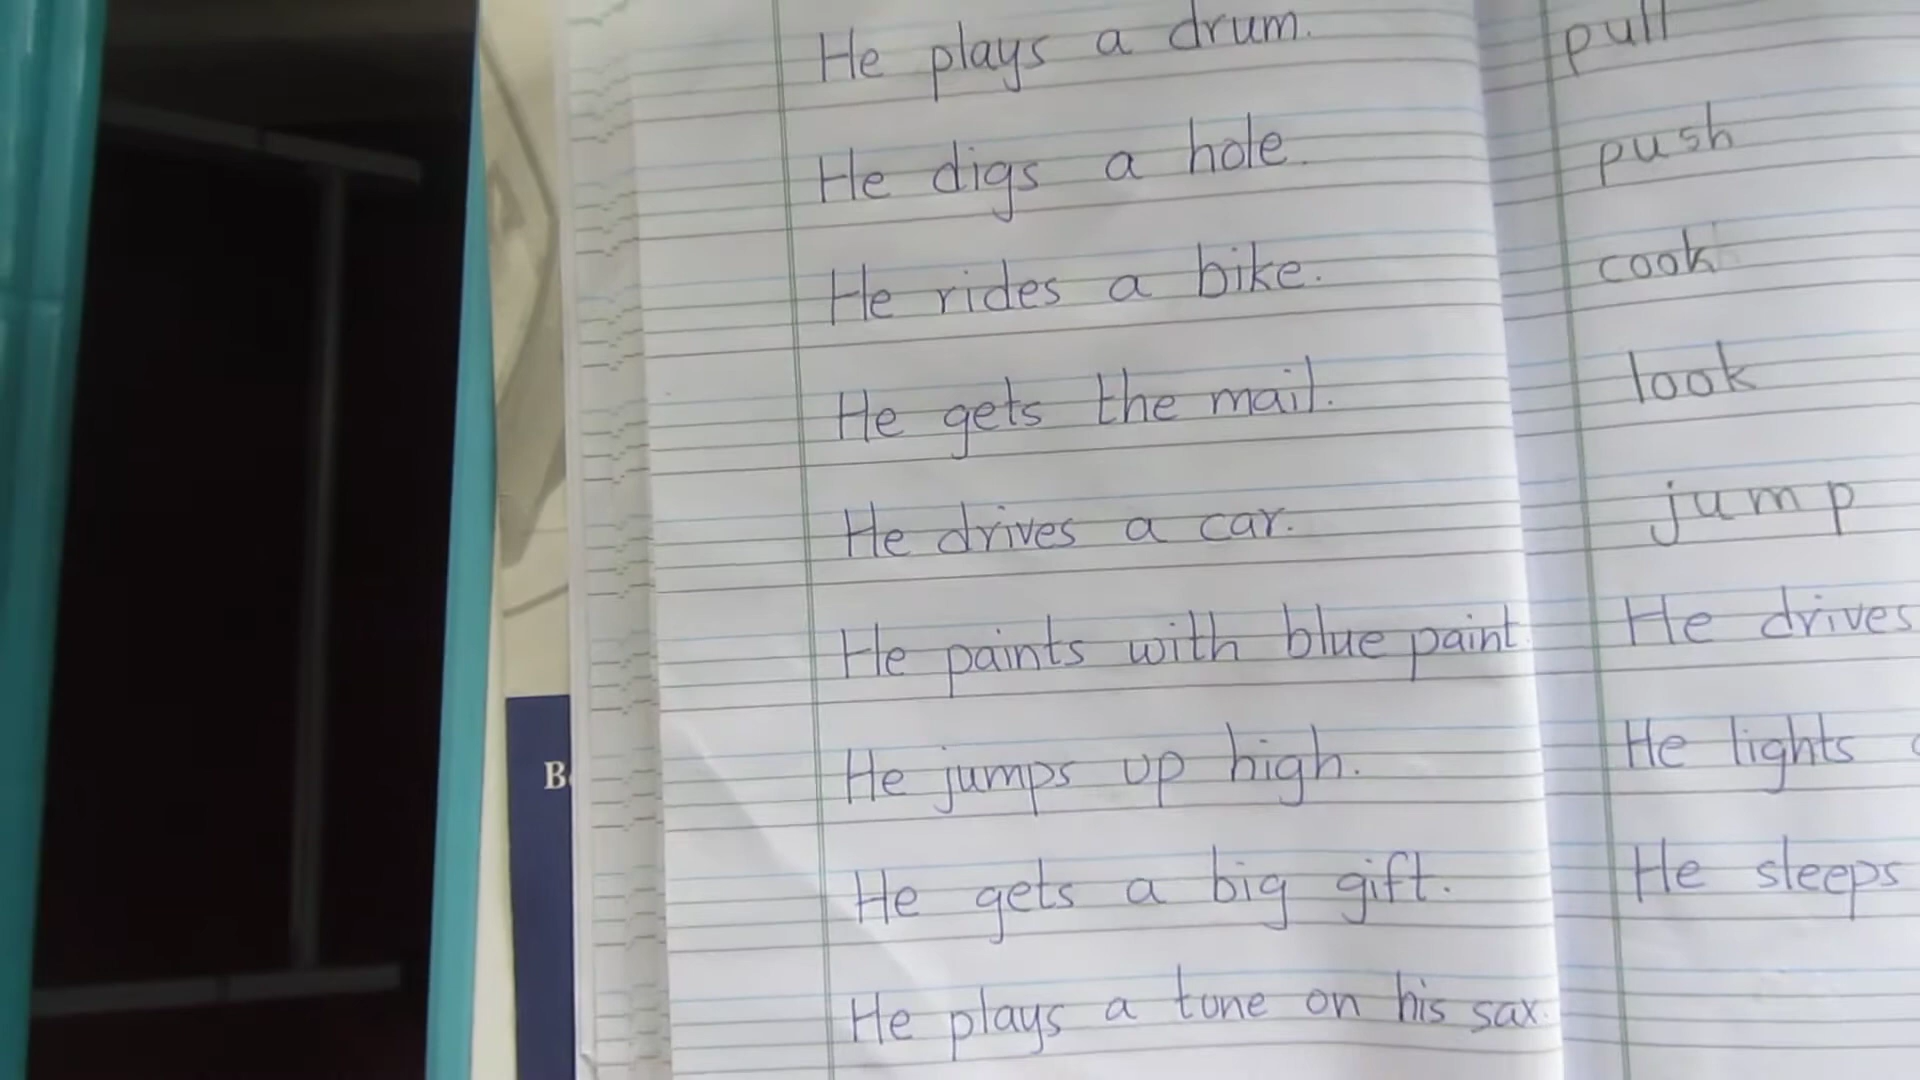 He plays a drum.
He digs a hole.
He rides a bike.
He gets the mail.
He drives a car.
He paints with blue paint.
He jumps up high.
He gets a big gift.
He plays a tune on his sax.
pull
push
cook
look
jump
He drives
He lights
He sleeps